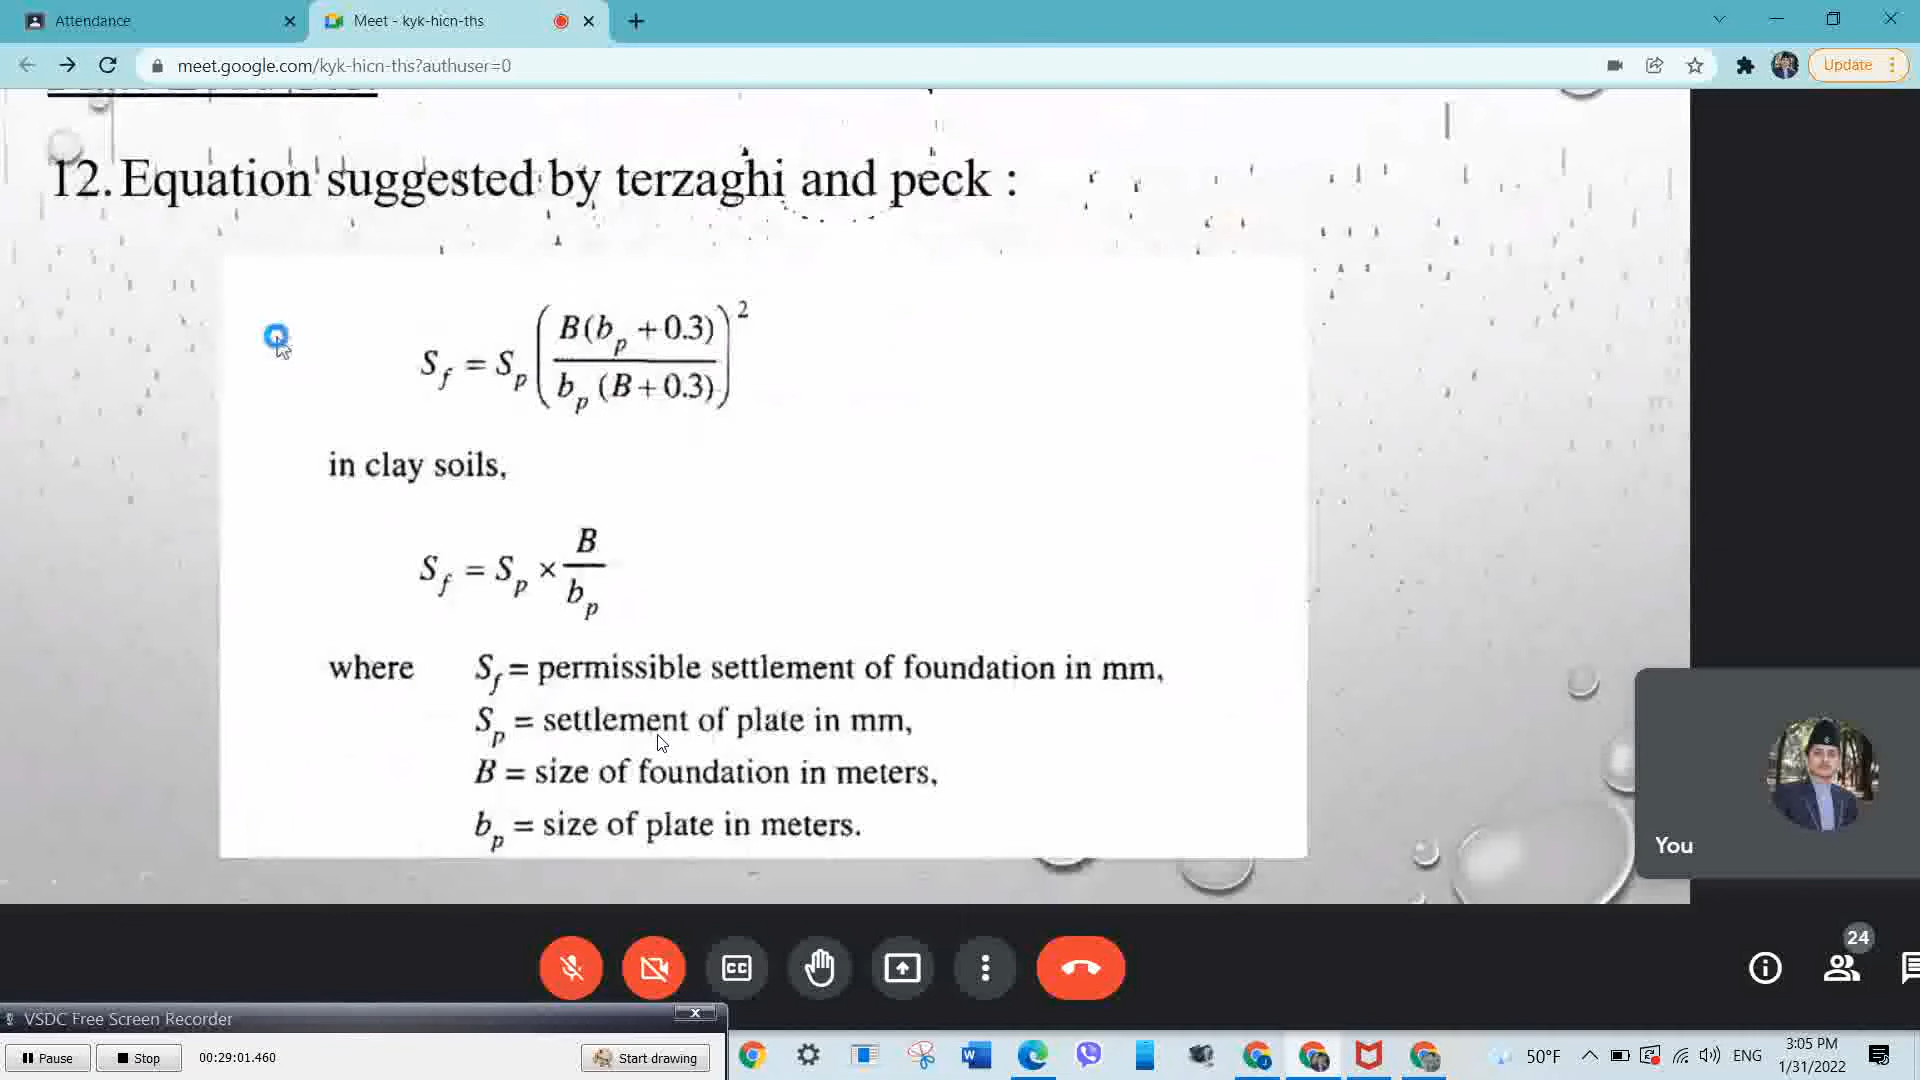 Attendance
Meet - kyk-hicn-ths
meet.google.com/kyk-hicn-ths?authuser=0
Update
12. Equation suggested by terzaghi and peck :
S_f = S_p (B(b_p + 0.3) / b_p (B + 0.3))^2
in clay soils,
S_f = S_p × B / b_p
where S_f = permissible settlement of foundation in mm,
S_p = settlement of plate in mm,
B = size of foundation in meters,
b_p = size of plate in meters.
You
24
VSDC Free Screen Recorder
Pause
Stop
00:29:01.460
Start drawing
50°F
ENG
3:05 PM
1/31/2022